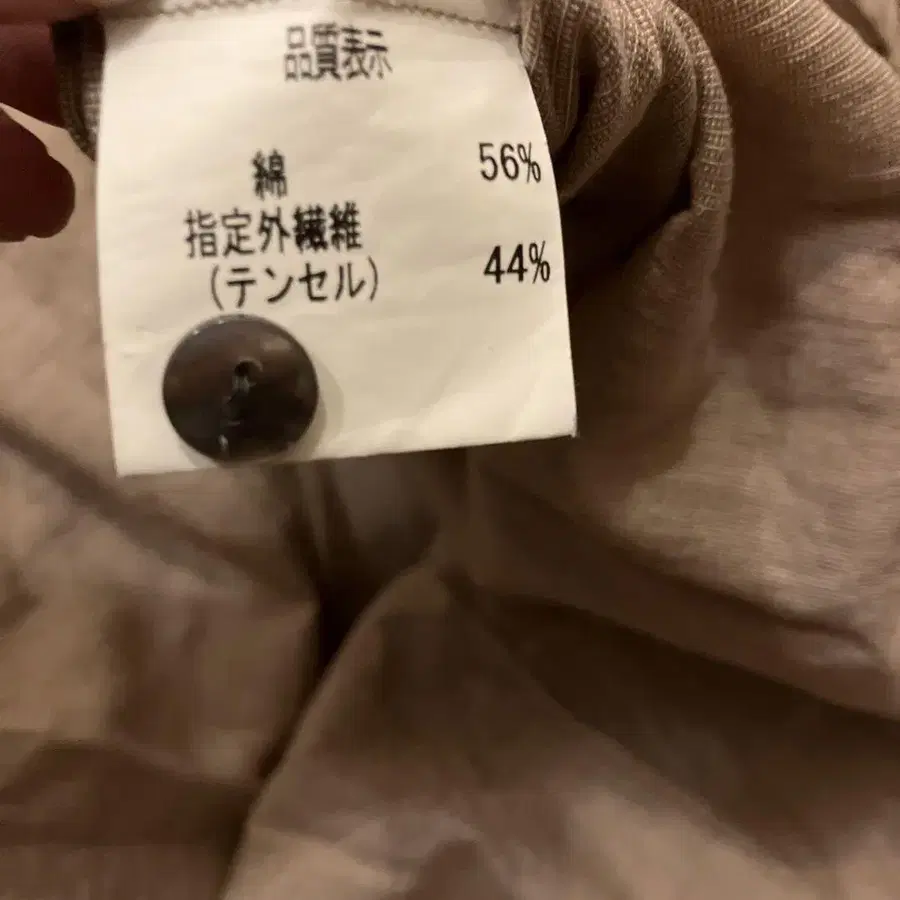 品質表示
綿 56%
指定外繊維
(テンセル) 44%